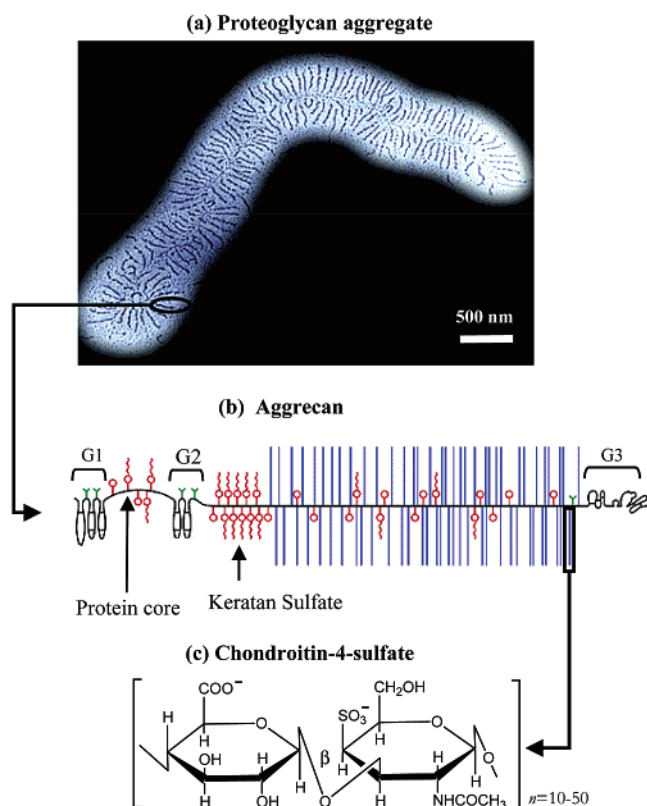 (a) Proteoglycan aggregate
500 nm
(b) Aggrecan
G1
G2
G3
Protein core
Keratan Sulfate
(c) Chondroitin-4-sulfate
COO⁻
CH₂OH
SO₃⁻
H
O
H
H
O
H
H
β
H
O
OH
H
H
H
H
OH
O
H
NHCOCH₃
n=10-50